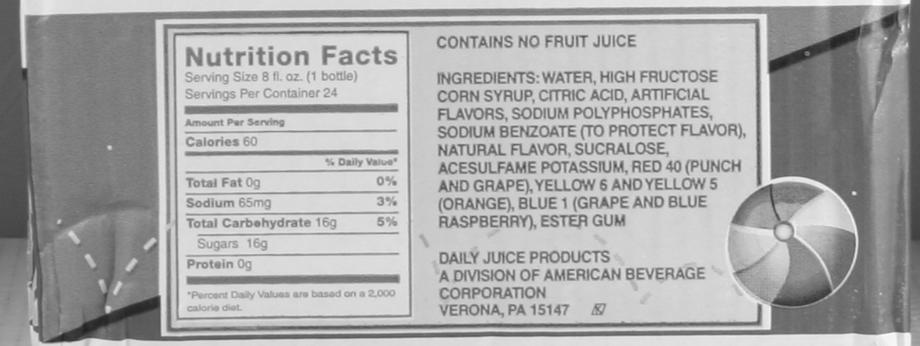 Nutrition Facts
Serving Size 8 fl. oz. (1 bottle)
Servings Per Container 24
Amount Per Serving
Calories 60
% Daily Value*
Total Fat 0g 0%
Sodium 65mg 3%
Total Carbehydrate 16g 5%
Sugars 16g
Protein 0g
*Percent Daily Values are based on a 2,000
calorie diet.
CONTAINS NO FRUIT JUICE
INGREDIENTS: WATER, HIGH FRUCTOSE
CORN SYRUP, CITRIC ACID, ARTIFICIAL
FLAVORS, SODIUM POLYPHOSPHATES,
SODIUM BENZOATE (TO PROTECT FLAVOR),
NATURAL FLAVOR, SUCRALOSE,
ACESULFAME POTASSIUM, RED 40 (PUNCH
AND GRAPE), YELLOW 6 AND YELLOW 5
(ORANGE), BLUE 1 (GRAPE AND BLUE
RASPBERRY), ESTER GUM
DAILY JUICE PRODUCTS
A DIVISION OF AMERICAN BEVERAGE
CORPORATION
VERONA, PA 15147